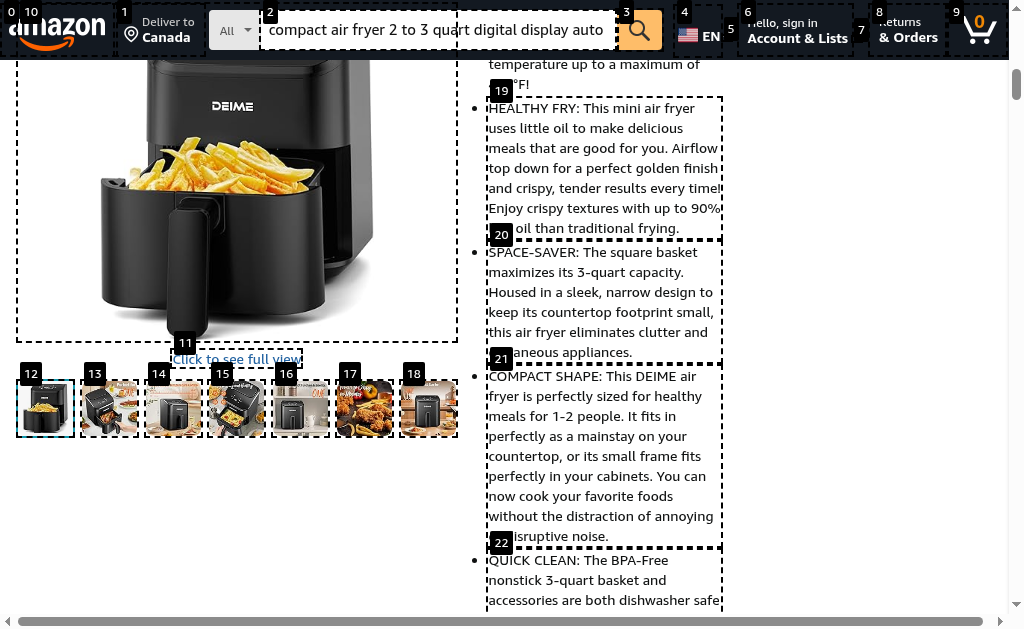 0 10 1 2 3 4 5 6 7 8 9
amazon
Deliver to
Canada
All
compact air fryer 2 to 3 quart digital display auto
EN
Hello, sign in
Account & Lists
Returns
& Orders
0
temperature up to a maximum of
°F!
19
HEALTHY FRY: This mini air fryer
uses little oil to make delicious
meals that are good for you. Airflow
top down for a perfect golden finish
and crispy, tender results every time!
Enjoy crispy textures with up to 90%
oil than traditional frying.
20
SPACE-SAVER: The square basket
maximizes its 3-quart capacity.
Housed in a sleek, narrow design to
keep its countertop footprint small,
this air fryer eliminates clutter and
aneous appliances.
21
COMPACT SHAPE: This DEIME air
fryer is perfectly sized for healthy
meals for 1-2 people. It fits in
perfectly as a mainstay on your
countertop, or its small frame fits
perfectly in your cabinets. You can
now cook your favorite foods
without the distraction of annoying
isruptive noise.
22
QUICK CLEAN: The BPA-Free
nonstick 3-quart basket and
accessories are both dishwasher safe
DEIME
11
Click to see full view
12 13 14 15 16 17 18